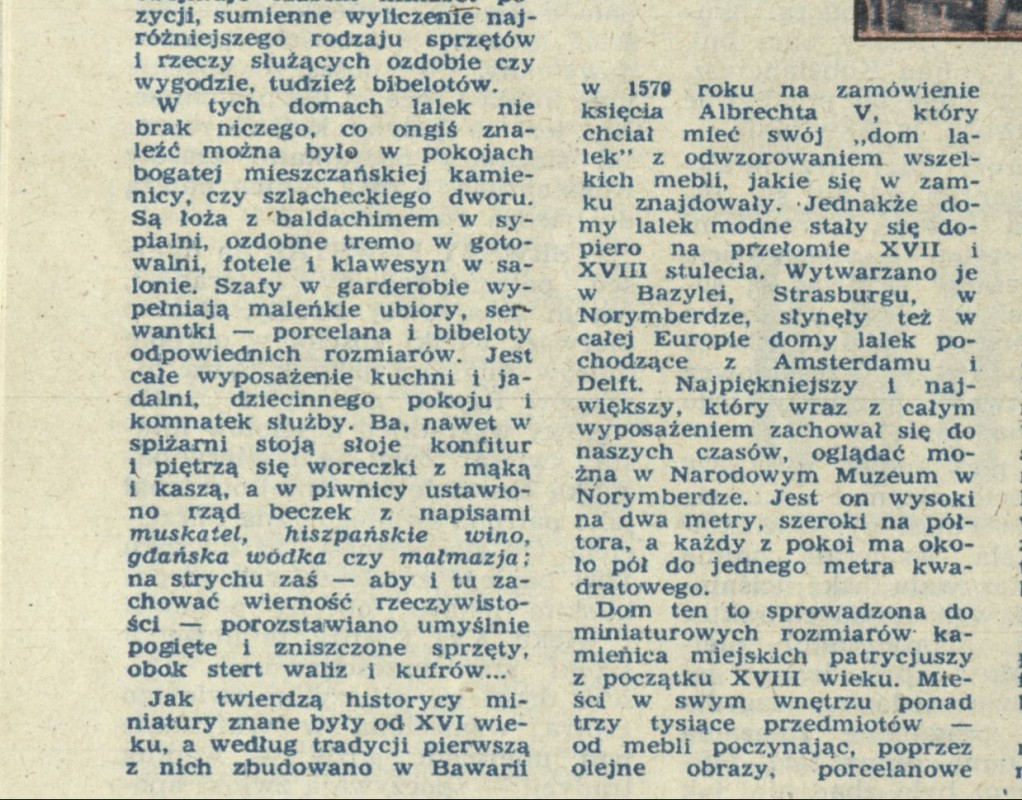 zycji, sumienne wyliczenie naj-
różniejszego rodzaju sprzętów
i rzeczy służących ozdobie czy
wygodzie, tudzież bibelotów.
W tych domach lalek nie
brak niczego, co ongiś zna-
leźć można było w pokojach
bogatej mieszczańskiej kamie-
nicy, czy szlacheckiego dworu.
Są łoża z baldachimem w sy-
pialni, ozdobne tremo w goto-
walni, fotele i klawesyn w sa-
lonie. Szafy w garderobie wy-
pełniają maleńkie ubiory, ser-
wantki — porcelana i bibeloty
odpowiednich rozmiarów. Jest
całe wyposażenie kuchni i ja-
dalni, dziecinnego pokoju i
komnatek służby. Ba, nawet w
spiżarni stoją słoje konfitur
i piętrzą się woreczki z mąką
i kaszą, a w piwnicy ustawio-
no rząd beczek z napisami
muskatel, hiszpańskie wino,
gdańska wódka czy małmazja;
na strychu zaś — aby i tu za-
chować wierność rzeczywisto-
ści — porozstawiano umyślnie
pogięte i zniszczone sprzęty,
obok stert waliz i kufrów...
Jak twierdzą historycy mi-
niatury znane były od XVI wie-
ku, a według tradycji pierwszą
z nich zbudowano w Bawarii
w 1579 roku na zamówienie
księcia Albrechta V, który
chciał mieć swój „dom la-
lek” z odwzorowaniem wszel-
kich mebli, jakie się w zam-
ku znajdowały. Jednakże do-
my lalek modne stały się do-
piero na przełomie XVII i
XVIII stulecia. Wytwarzano je
w Bazylei, Strasburgu, w
Norymberdze, słynęły też w
całej Europie domy lalek po-
chodzące z Amsterdamu i
Delft. Najpiękniejszy i naj-
większy, który wraz z całym
wyposażeniem zachował się do
naszych czasów, oglądać mo-
żna w Narodowym Muzeum w
Norymberdze. Jest on wysoki
na dwa metry, szeroki na pół-
tora, a każdy z pokoi ma oko-
ło pół do jednego metra kwa-
dratowego.
Dom ten to sprowadzona do
miniaturowych rozmiarów ka-
mienica miejskich patrycjuszy
z początku XVIII wieku. Mie-
ści w swym wnętrzu ponad
trzy tysiące przedmiotów —
od mebli poczynając, poprzez
olejne obrazy, porcelanowe